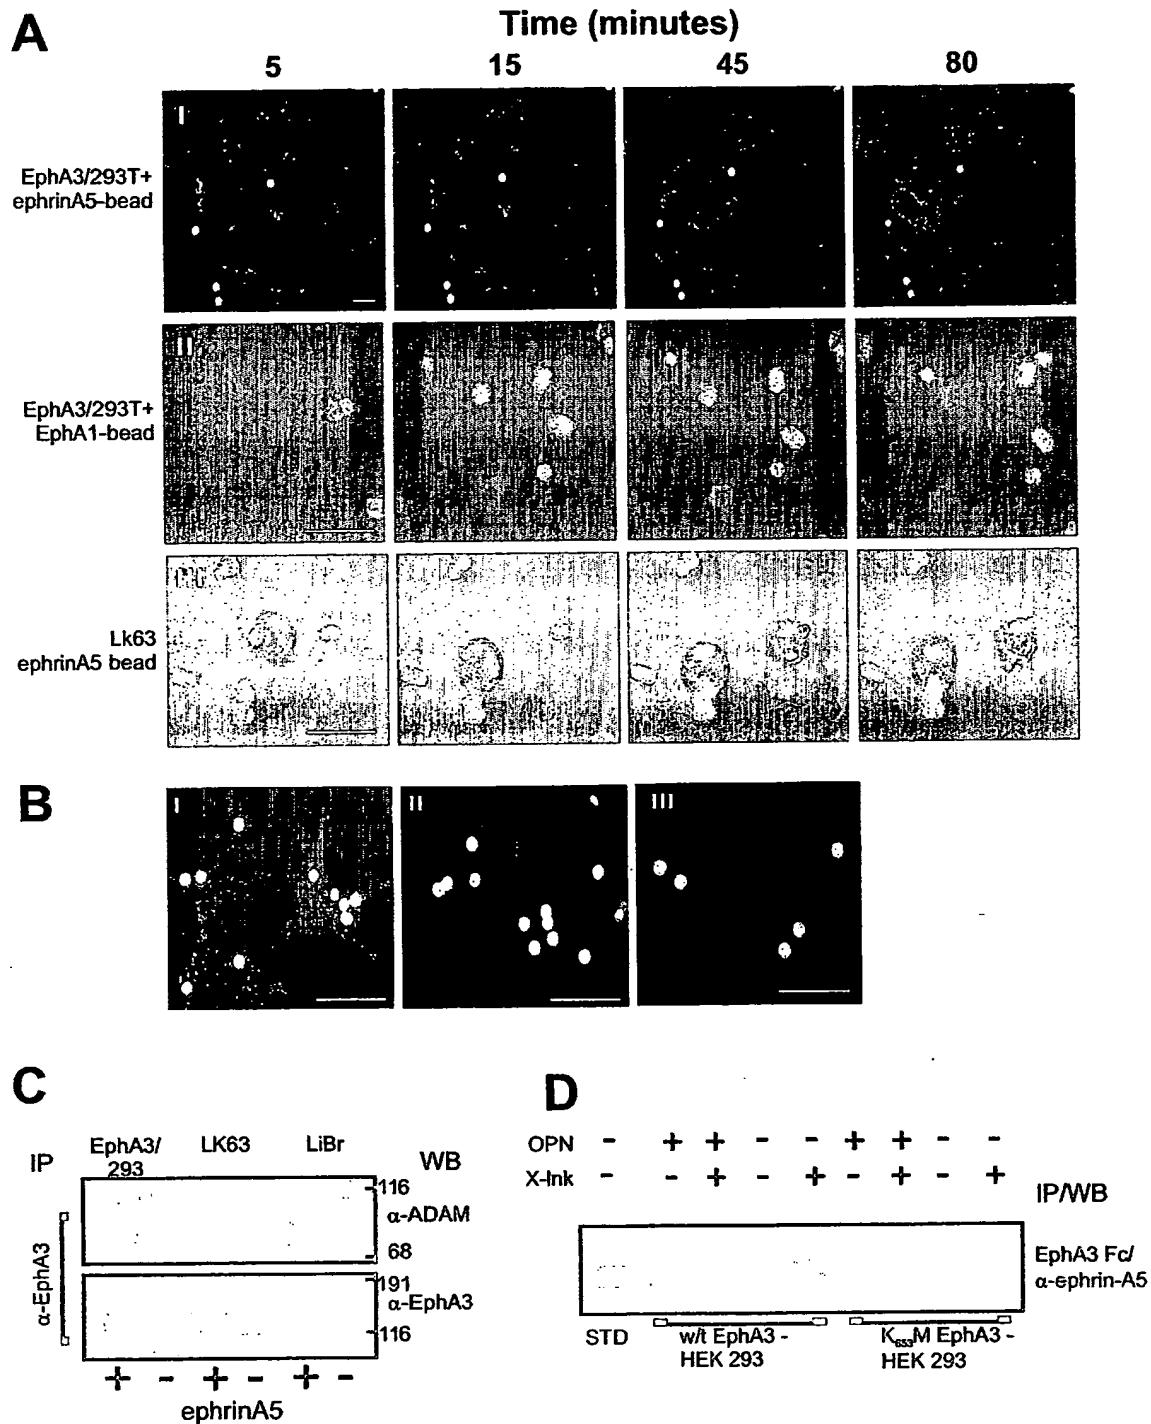 A
Time (minutes)
5 15 45 80
I
EphA3/293T+
ephrinA5-bead
II
EphA3/293T+
EphA1-bead
III
Lk63
ephrinA5 bead
B
I II III
C
IP
EphA3/
293
LK63
LiBr
WB
116
α-ADAM
68
191
α-EphA3
116
α-EphA3
+ - + - + -
ephrinA5
D
OPN - + + - - + + - -
X-lnk - - + - + - + - +
IP/WB
EphA3 Fc/
α-ephrin-A5
STD
w/t EphA3 -
HEK 293
K₆₅₃M EphA3 -
HEK 293